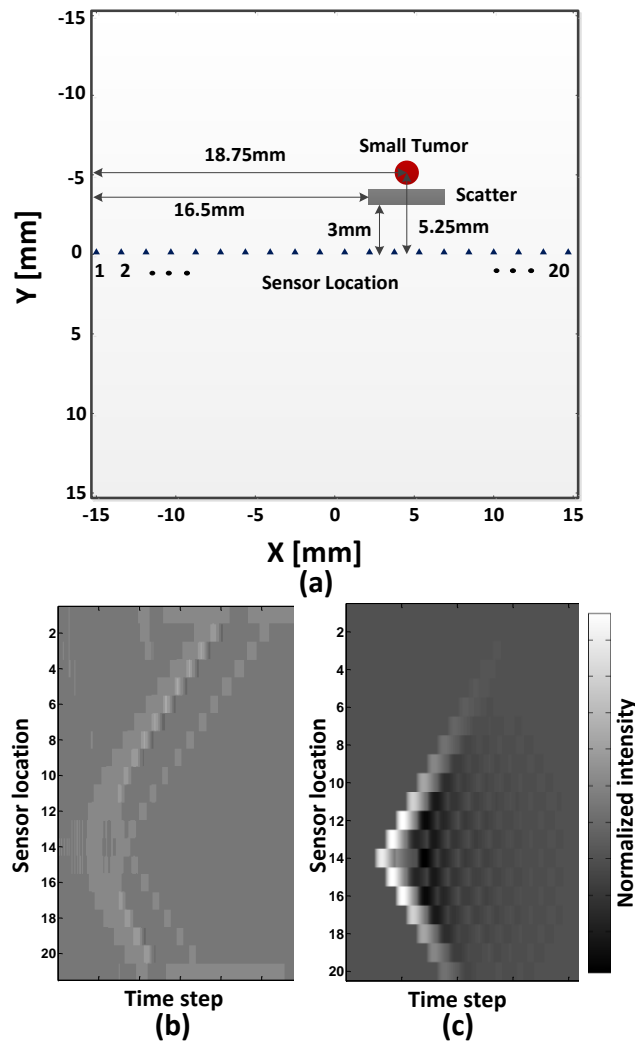 -15
-10
-5
0
5
10
15
Y [mm]
18.75mm
Small Tumor
16.5mm
Scatter
3mm
5.25mm
1 2 • • •
Sensor Location
• • • 20
-15 -10 -5 0 5 10 15
X [mm]
(a)
2
4
6
8
10
12
14
16
18
20
Sensor location
Time step
(b)
2
4
6
8
10
12
14
16
18
20
Sensor location
Time step
(c)
Normalized intensity